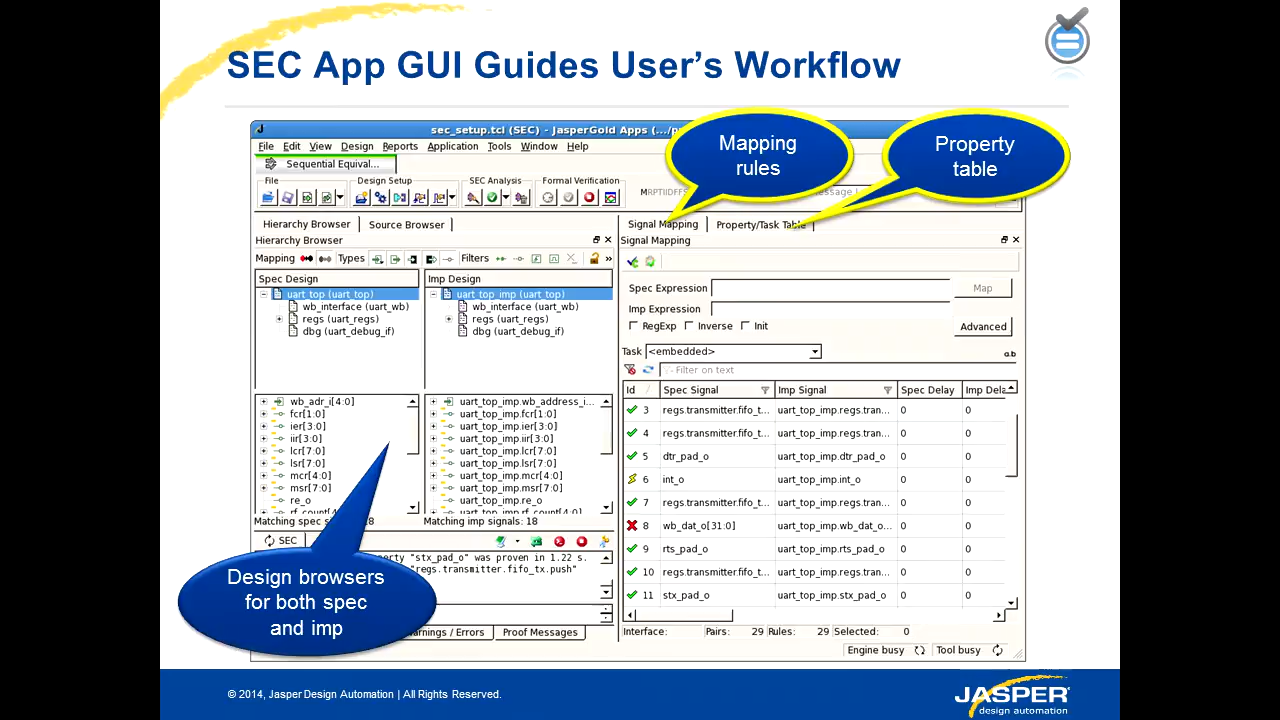 SEC App GUI Guides User's Workflow
sec_setup.tcl (SEC) - JasperGold Apps (.../p
File Edit View Design Reports Application Tools Window Help
Mapping
rules
Property
table
Sequential Equival...
File Design Setup SEC Analysis Formal Verification
Hierarchy Browser Source Browser
Hierarchy Browser
Mapping Types Filters »
Spec Design Imp Design
uart_top (uart_top) uart_top_imp (uart_top)
wb_interface (uart_wb) wb_interface (uart_wb)
regs (uart_regs) regs (uart_regs)
dbg (uart_debug_if) dbg (uart_debug_if)
wb_adr_i[4:0] uart_top_imp.wb_address_i...
fcr[1:0] uart_top_imp.fcr[1:0]
ier[3:0] uart_top_imp.ier[3:0]
iir[3:0] uart_top_imp.iir[3:0]
lcr[7:0] uart_top_imp.lcr[7:0]
lsr[7:0] uart_top_imp.lsr[7:0]
mcr[4:0] uart_top_imp.mcr[4:0]
msr[7:0] uart_top_imp.msr[7:0]
re_o uart_top_imp.re_o
rf_count[4:0] uart_top_imp.rf_count[4:0]
Matching spec s 18 Matching imp signals: 18
SEC
perty "stx_pad_o" was proven in 1.22 s.
"regs.transmitter.fifo_tx.push"
Design browsers
for both spec
and imp
arnings / Errors Proof Messages
Signal Mapping Property/Task Table
Signal Mapping
Spec Expression Map
Imp Expression
RegExp Inverse Init Advanced
Task <embedded>
a.b
Filter on text
Id Spec Signal Imp Signal Spec Delay Imp Dela
3 regs.transmitter.fifo_t... uart_top_imp.regs.tran... 0 0
4 regs.transmitter.fifo_t... uart_top_imp.regs.tran... 0 0
5 dtr_pad_o uart_top_imp.dtr_pad_o 0 0
6 int_o uart_top_imp.int_o 0 0
7 regs.transmitter.fifo_t... uart_top_imp.regs.tran... 0 0
8 wb_dat_o[31:0] uart_top_imp.wb_dat_o... 0 0
9 rts_pad_o uart_top_imp.rts_pad_o 0 0
10 regs.transmitter.fifo_t... uart_top_imp.regs.tran... 0 0
11 stx_pad_o uart_top_imp.stx_pad_o 0 0
Interface: Pairs: 29 Rules: 29 Selected: 0
Engine busy Tool busy
© 2014, Jasper Design Automation | All Rights Reserved.
JASPER
design automation